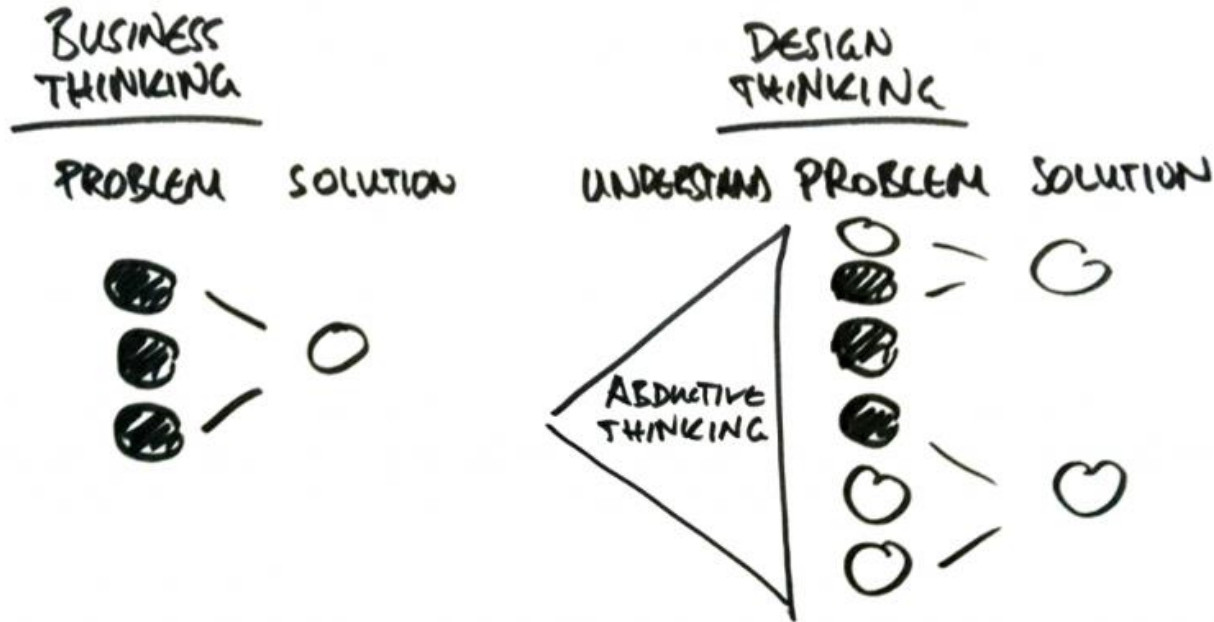 BUSINESS
THINKING
PROBLEM SOLUTION
DESIGN
THINKING
UNDERSTAND PROBLEM SOLUTION
ABDUCTIVE
THINKING